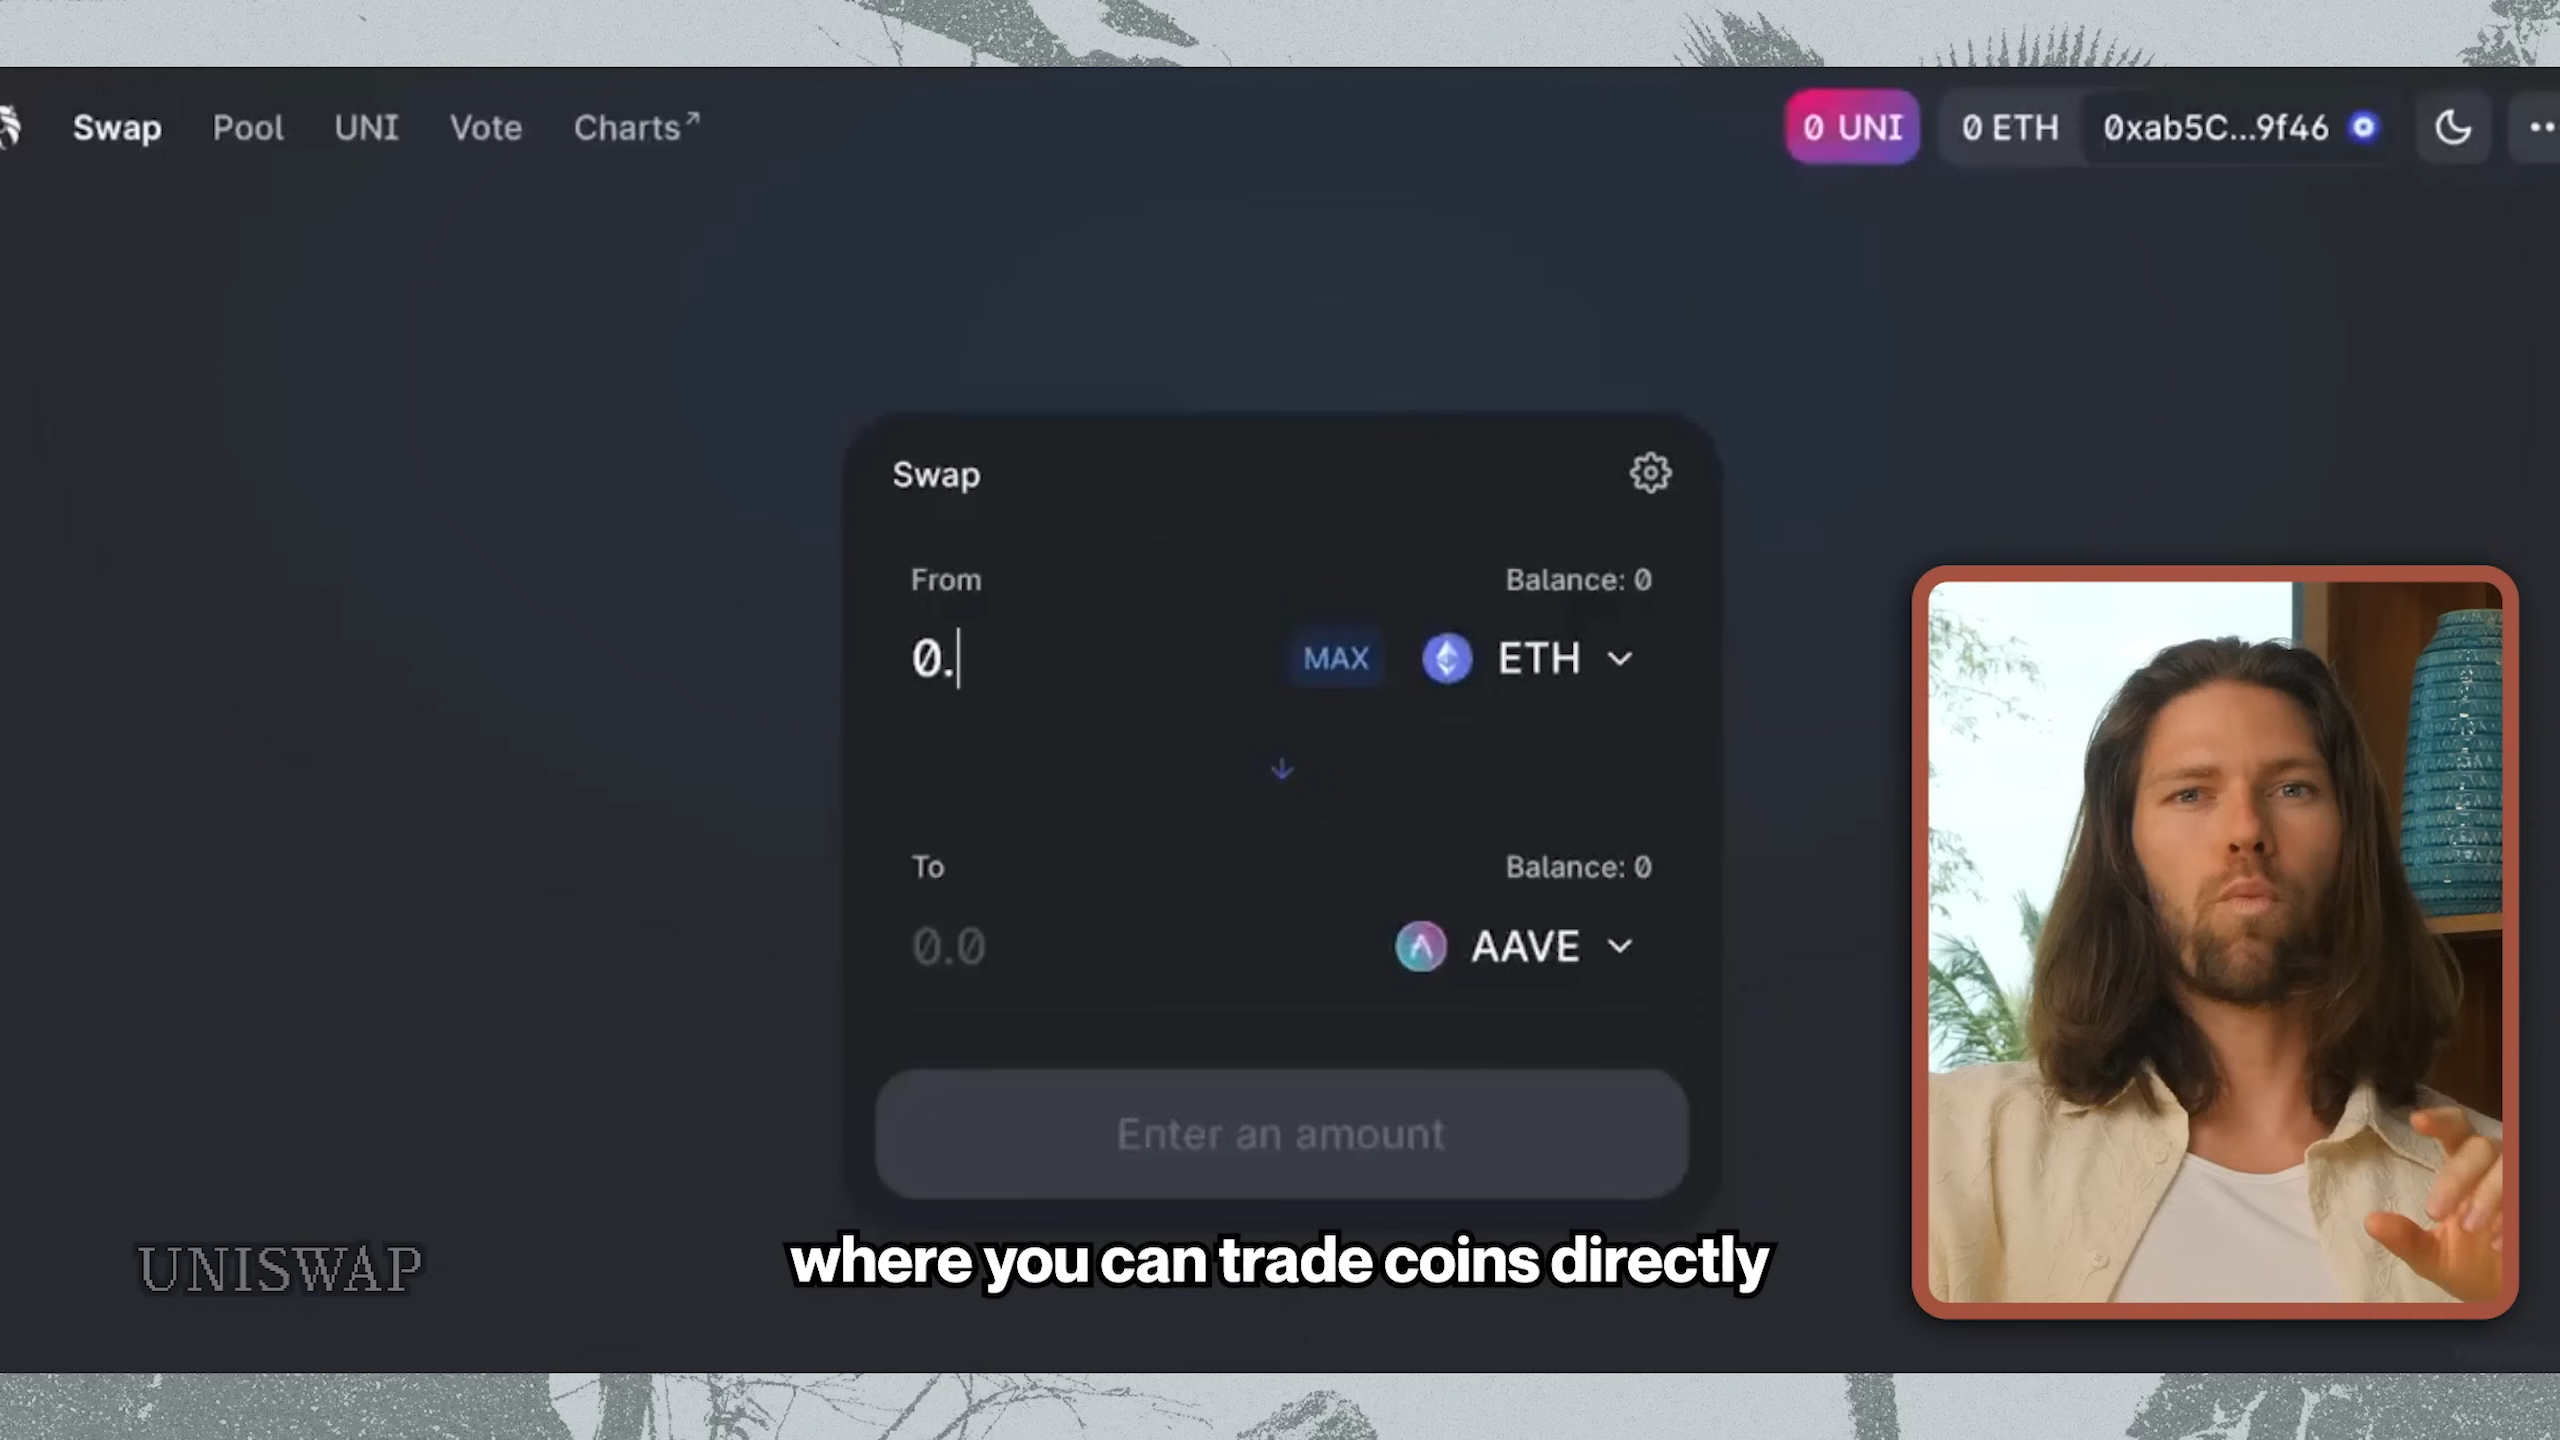 Swap Pool UNI Vote Charts↗ 0 UNI 0 ETH 0xab5C...9f46
Swap
From Balance: 0
0. MAX ETH
To Balance: 0
0.0 AAVE
Enter an amount
where you can trade coins directly
UNISWAP